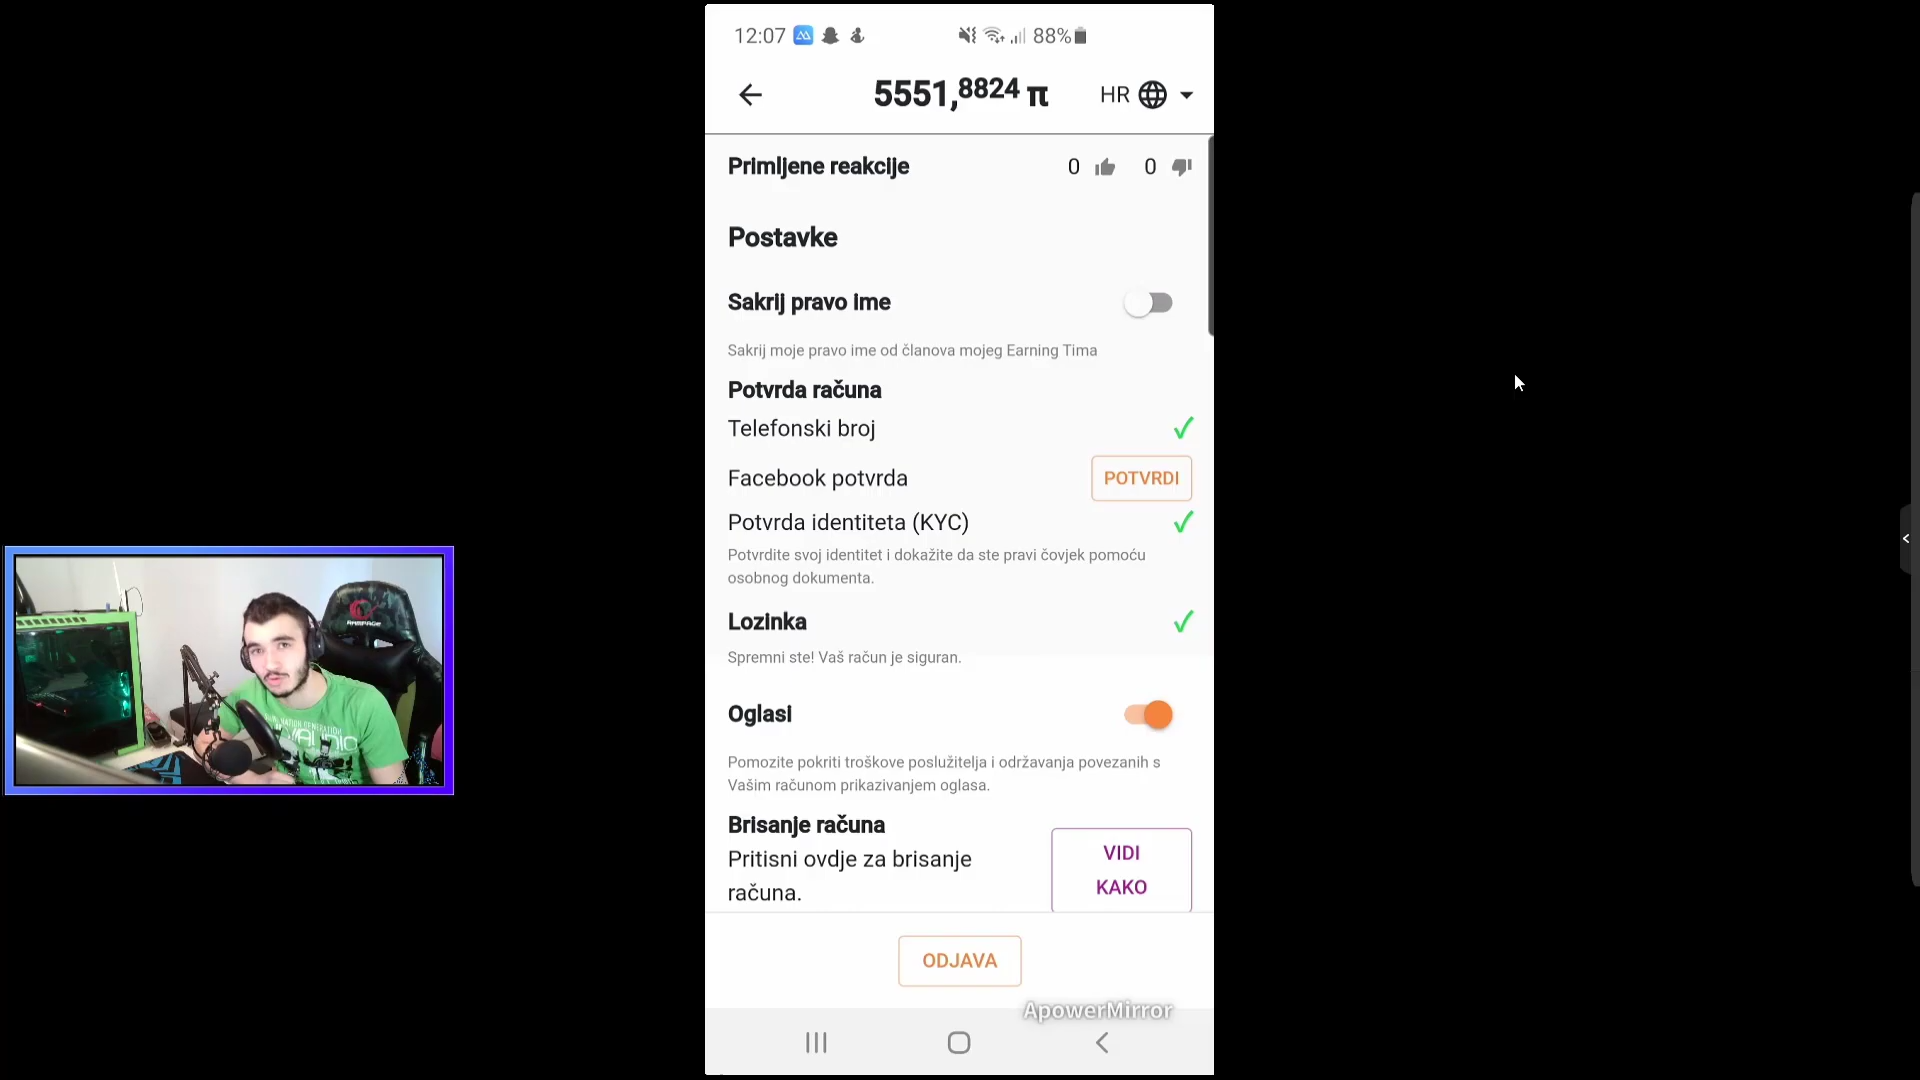 12:07
88%
5551,8824 π
HR
Primljene reakcije
0
0
Postavke
Sakrij pravo ime
Sakrij moje pravo ime od članova mojeg Earning Tima
Potvrda računa
Telefonski broj
Facebook potvrda
POTVRDI
Potvrda identiteta (KYC)
Potvrdite svoj identitet i dokažite da ste pravi čovjek pomoću
osobnog dokumenta.
Lozinka
Spremni ste! Vaš račun je siguran.
Oglasi
Pomozite pokriti troškove poslužitelja i održavanja povezanih s
Vašim računom prikazivanjem oglasa.
Brisanje računa
Pritisni ovdje za brisanje
računa.
VIDI
KAKO
ODJAVA
ApowerMirror
RAMPAGE